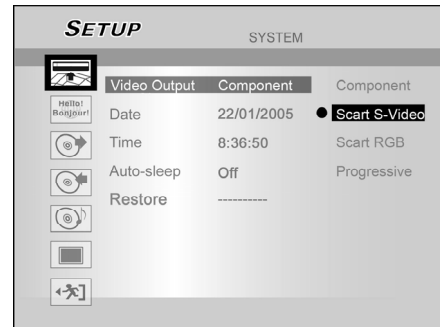 SETUP
SYSTEM
Video Output Component Component
Hello!
Bonjour!
Date 22/01/2005 Scart S-Video
Time 8:36:50 Scart RGB
Auto-sleep Off Progressive
Restore ----------